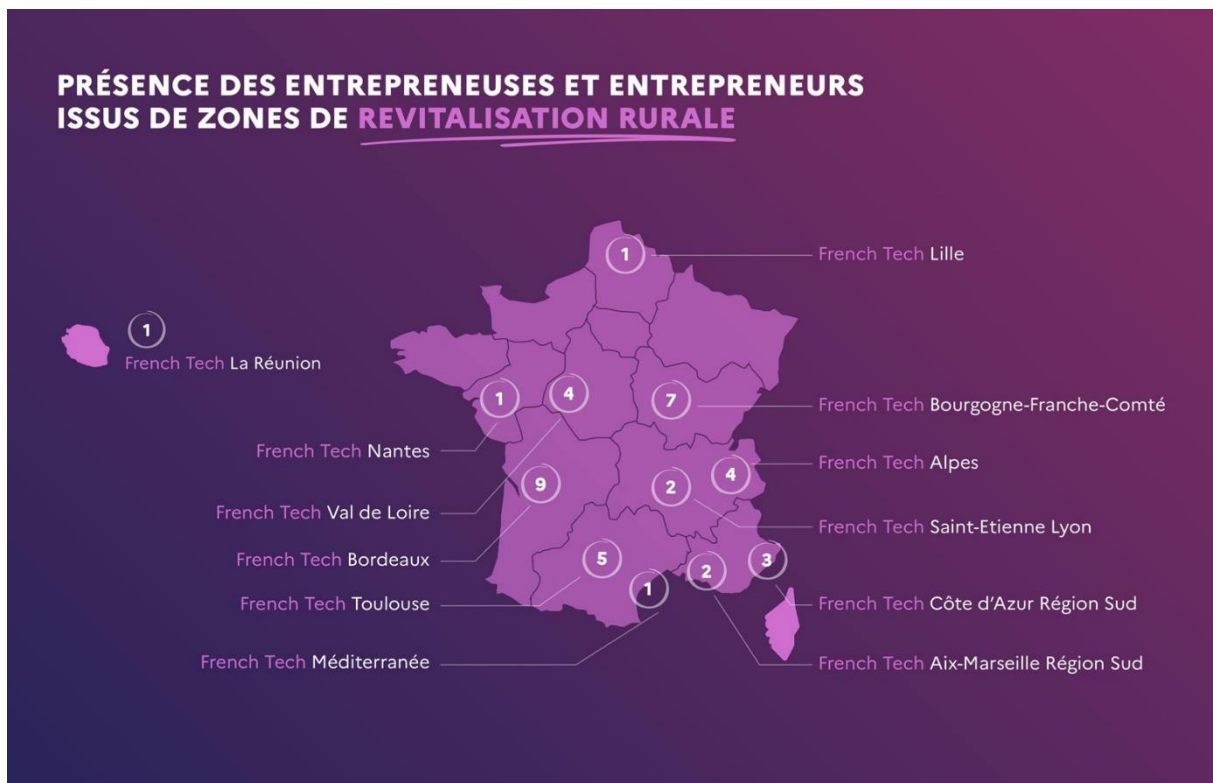 PRÉSENCE DES ENTREPRENEUSES ET ENTREPRENEURS
ISSUS DE ZONES DE REVITALISATION RURALE
1
French Tech Lille
1
French Tech La Réunion
1
4
7
French Tech Bourgogne-Franche-Comté
French Tech Nantes
4
French Tech Alpes
9
2
French Tech Val de Loire
French Tech Saint-Etienne Lyon
French Tech Bordeaux
5
3
2
1
French Tech Toulouse
French Tech Côte d'Azur Région Sud
French Tech Méditerranée
French Tech Aix-Marseille Région Sud